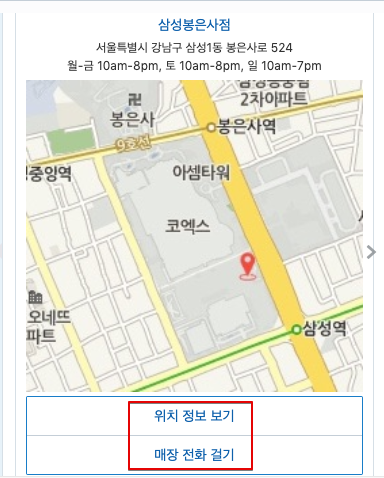 삼성봉은사점
서울특별시 강남구 삼성1동 봉은사로 524
월-금 10am-8pm, 토 10am-8pm, 일 10am-7pm
2차아파트
봉은사
봉은사역
9호선
중앙역
아셈타워
코엑스
오네뜨
파트
삼성역
위치 정보 보기
매장 전화 걸기